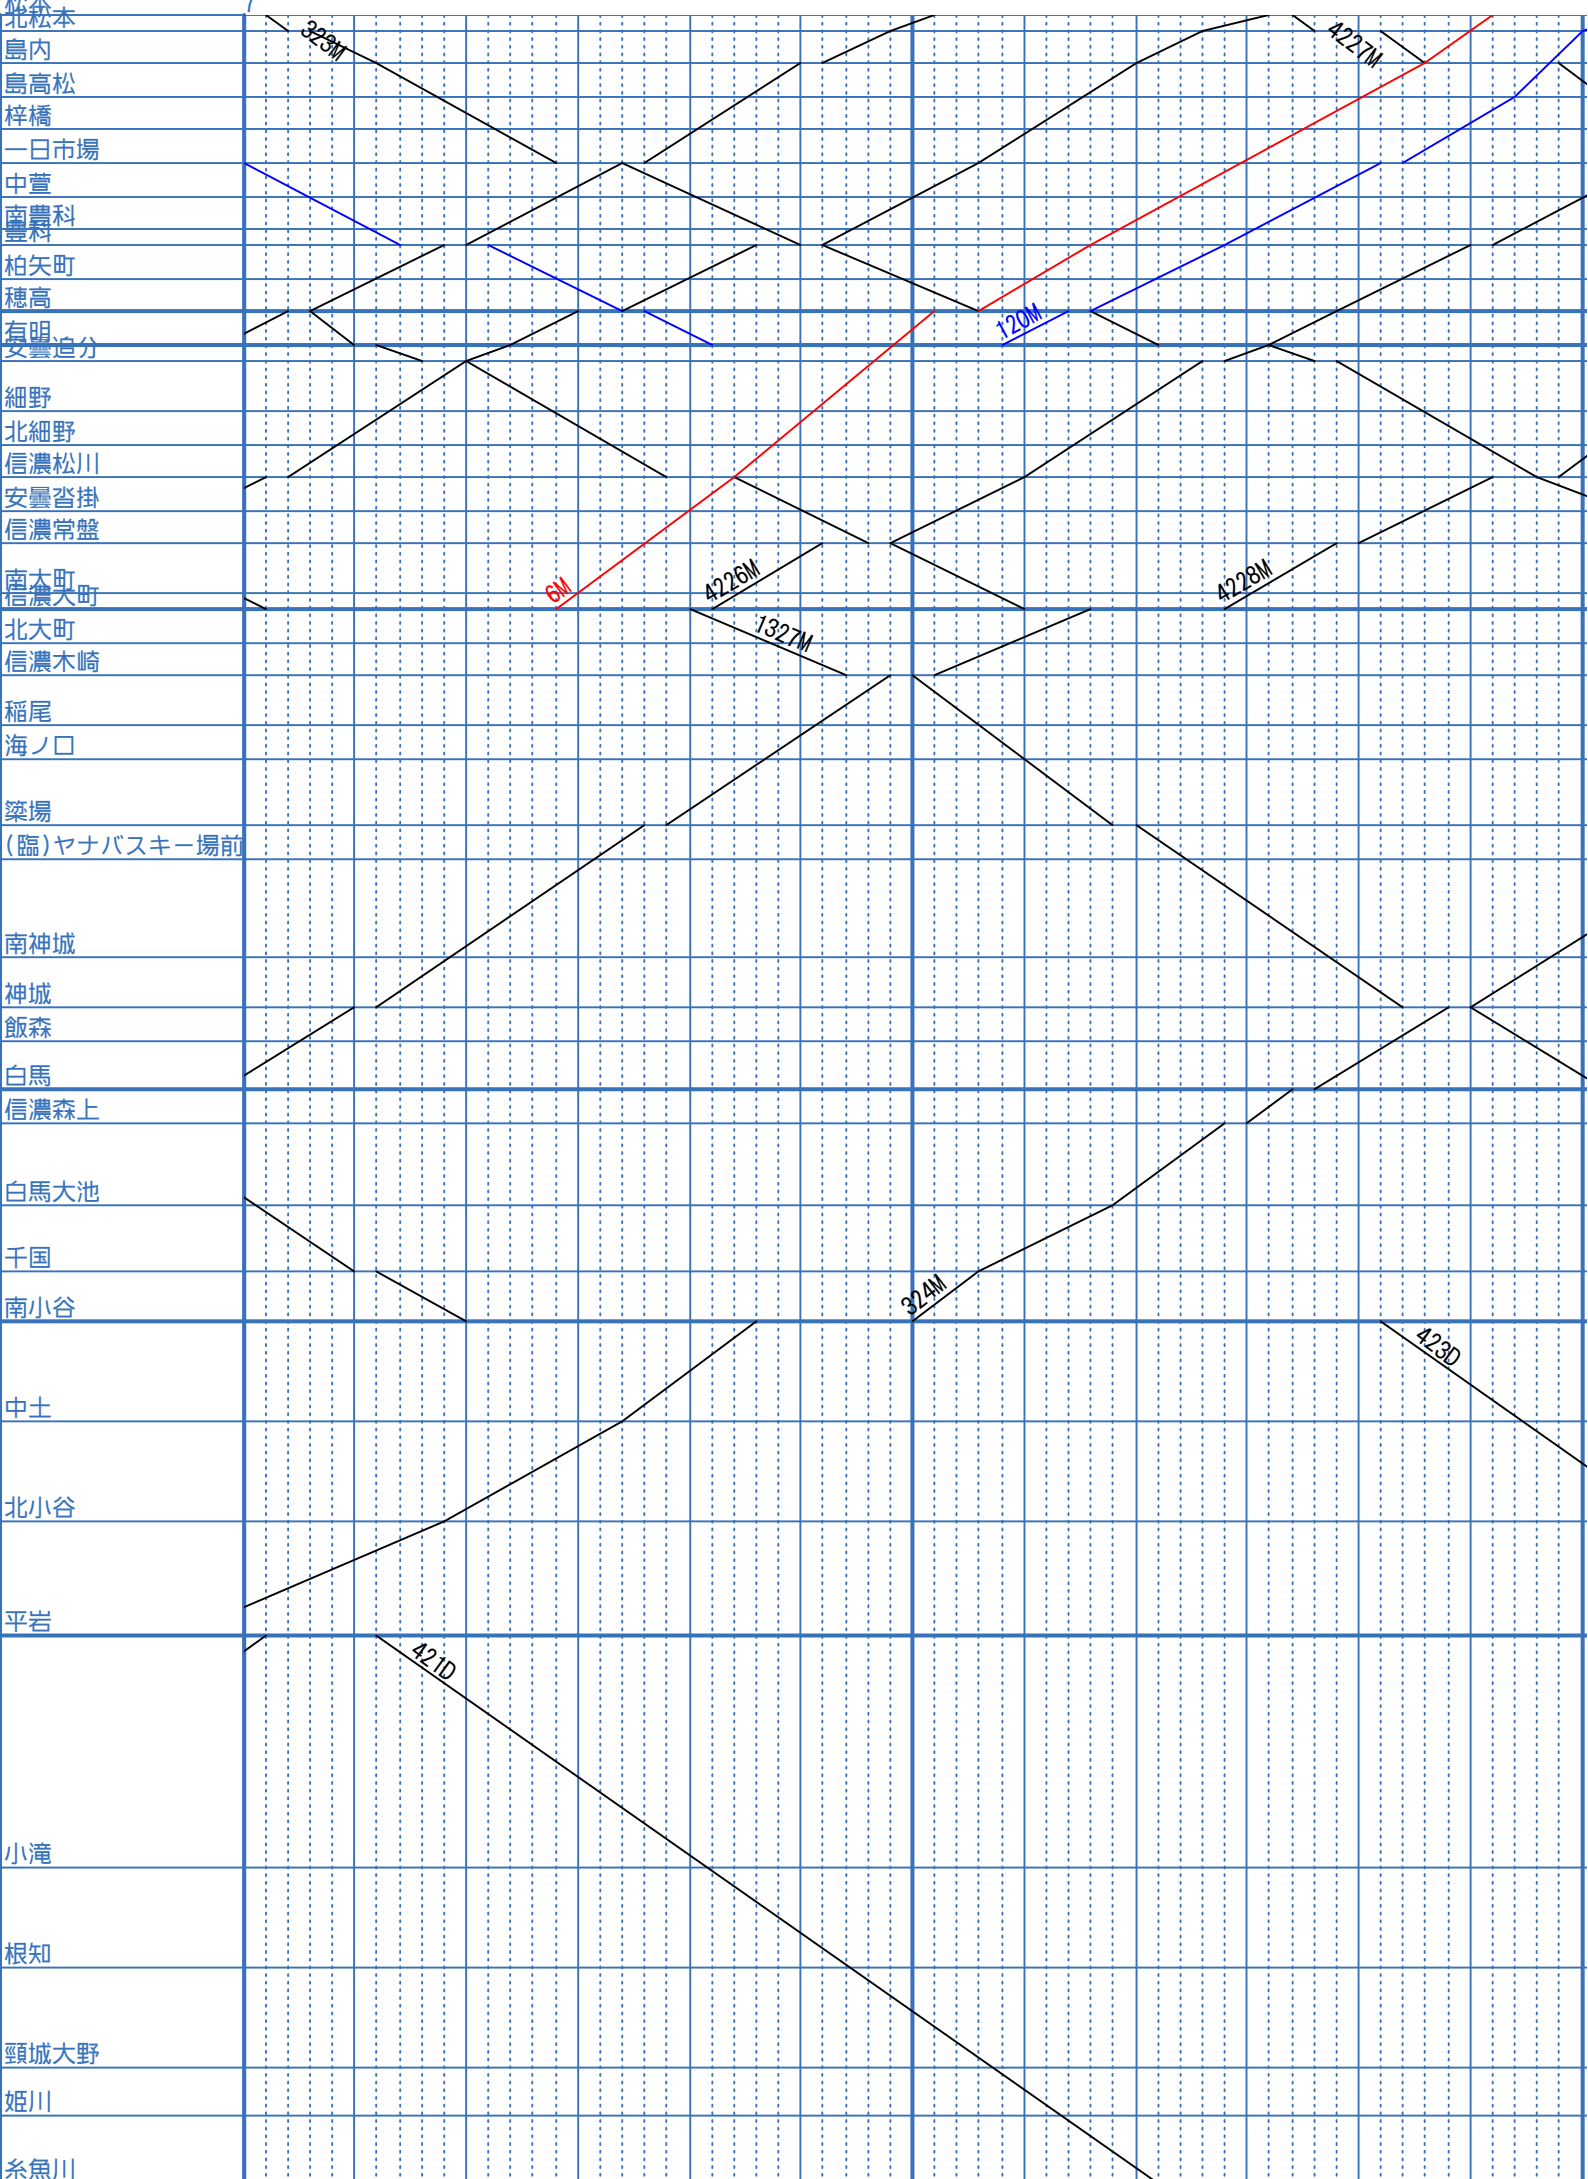 松本
北松本
島内
島高松
梓橋
一日市場
中萱
南豊科
豊科
柏矢町
穂高
有明
安曇追分
細野
北細野
信濃松川
安曇沓掛
信濃常盤
南大町
信濃大町
北大町
信濃木崎
稲尾
海ノ口
簗場
(臨)ヤナバスキー場前
南神城
神城
飯森
白馬
信濃森上
白馬大池
千国
南小谷
中土
北小谷
平岩
小滝
根知
頸城大野
姫川
糸魚川
323M
4227M
120M
6M
4226M
4228M
1327M
324M
423D
421D